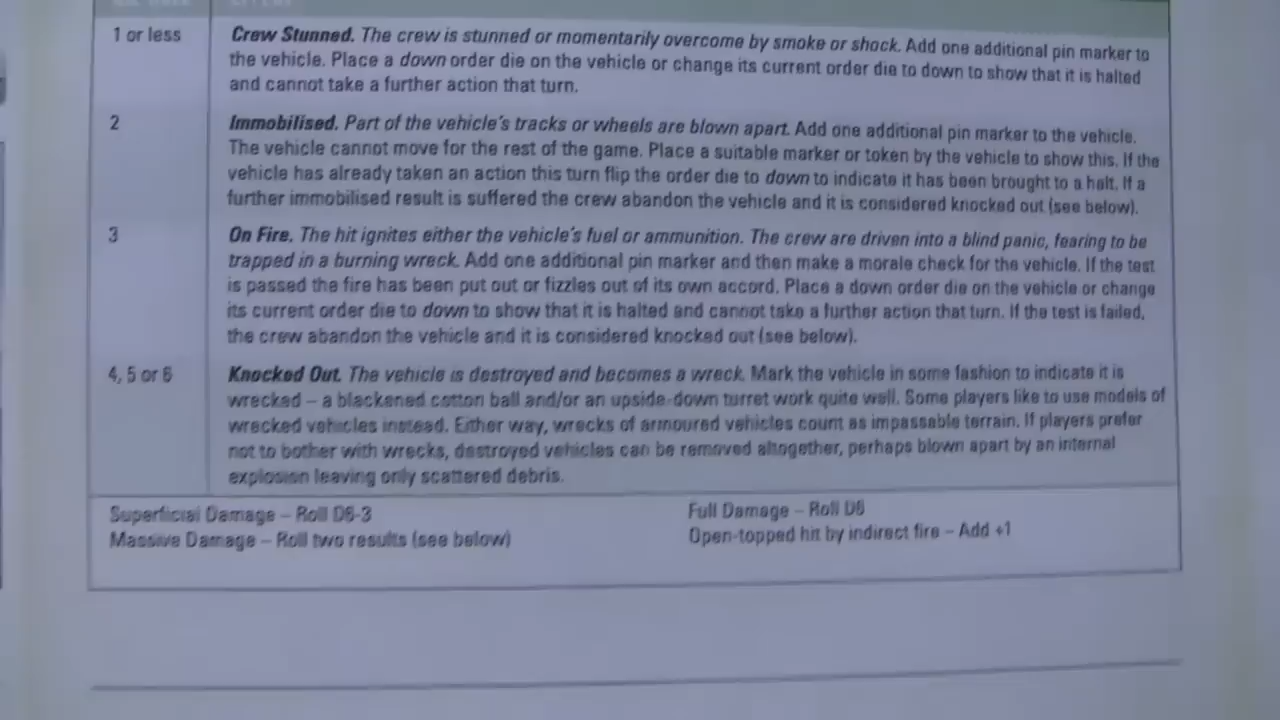 1 or less
Crew Stunned. The crew is stunned or momentarily overcome by smoke or shock. Add one additional pin marker to
the vehicle. Place a down order die on the vehicle or change its current order die to down to show that it is halted
and cannot take a further action that turn.
2
Immobilised. Part of the vehicle's tracks or wheels are blown apart. Add one additional pin marker to the vehicle.
The vehicle cannot move for the rest of the game. Place a suitable marker or token by the vehicle to show this. If the
vehicle has already taken an action this turn flip the order die to down to indicate it has been brought to a halt. If a
further immobilised result is suffered the crew abandon the vehicle and it is considered knocked out (see below).
3
On Fire. The hit ignites either the vehicle's fuel or ammunition. The crew are driven into a blind panic, fearing to be
trapped in a burning wreck. Add one additional pin marker and then make a morale check for the vehicle. If the test
is passed the fire has been put out or fizzles out of its own accord. Place a down order die on the vehicle or change
its current order die to down to show that it is halted and cannot take a further action that turn. If the test is failed,
the crew abandon the vehicle and it is considered knocked out (see below).
4, 5 or 6
Knocked Out. The vehicle is destroyed and becomes a wreck. Mark the vehicle in some fashion to indicate it is
wrecked – a blackened cotton ball and/or an upside-down turret work quite well. Some players like to use models of
wrecked vehicles instead. Either way, wrecks of armoured vehicles count as impassable terrain. If players prefer
not to bother with wrecks, destroyed vehicles can be removed altogether, perhaps blown apart by an internal
explosion leaving only scattered debris.
Superficial Damage – Roll D6-3
Massive Damage – Roll two results (see below)
Full Damage – Roll D6
Open-topped hit by indirect fire – Add +1